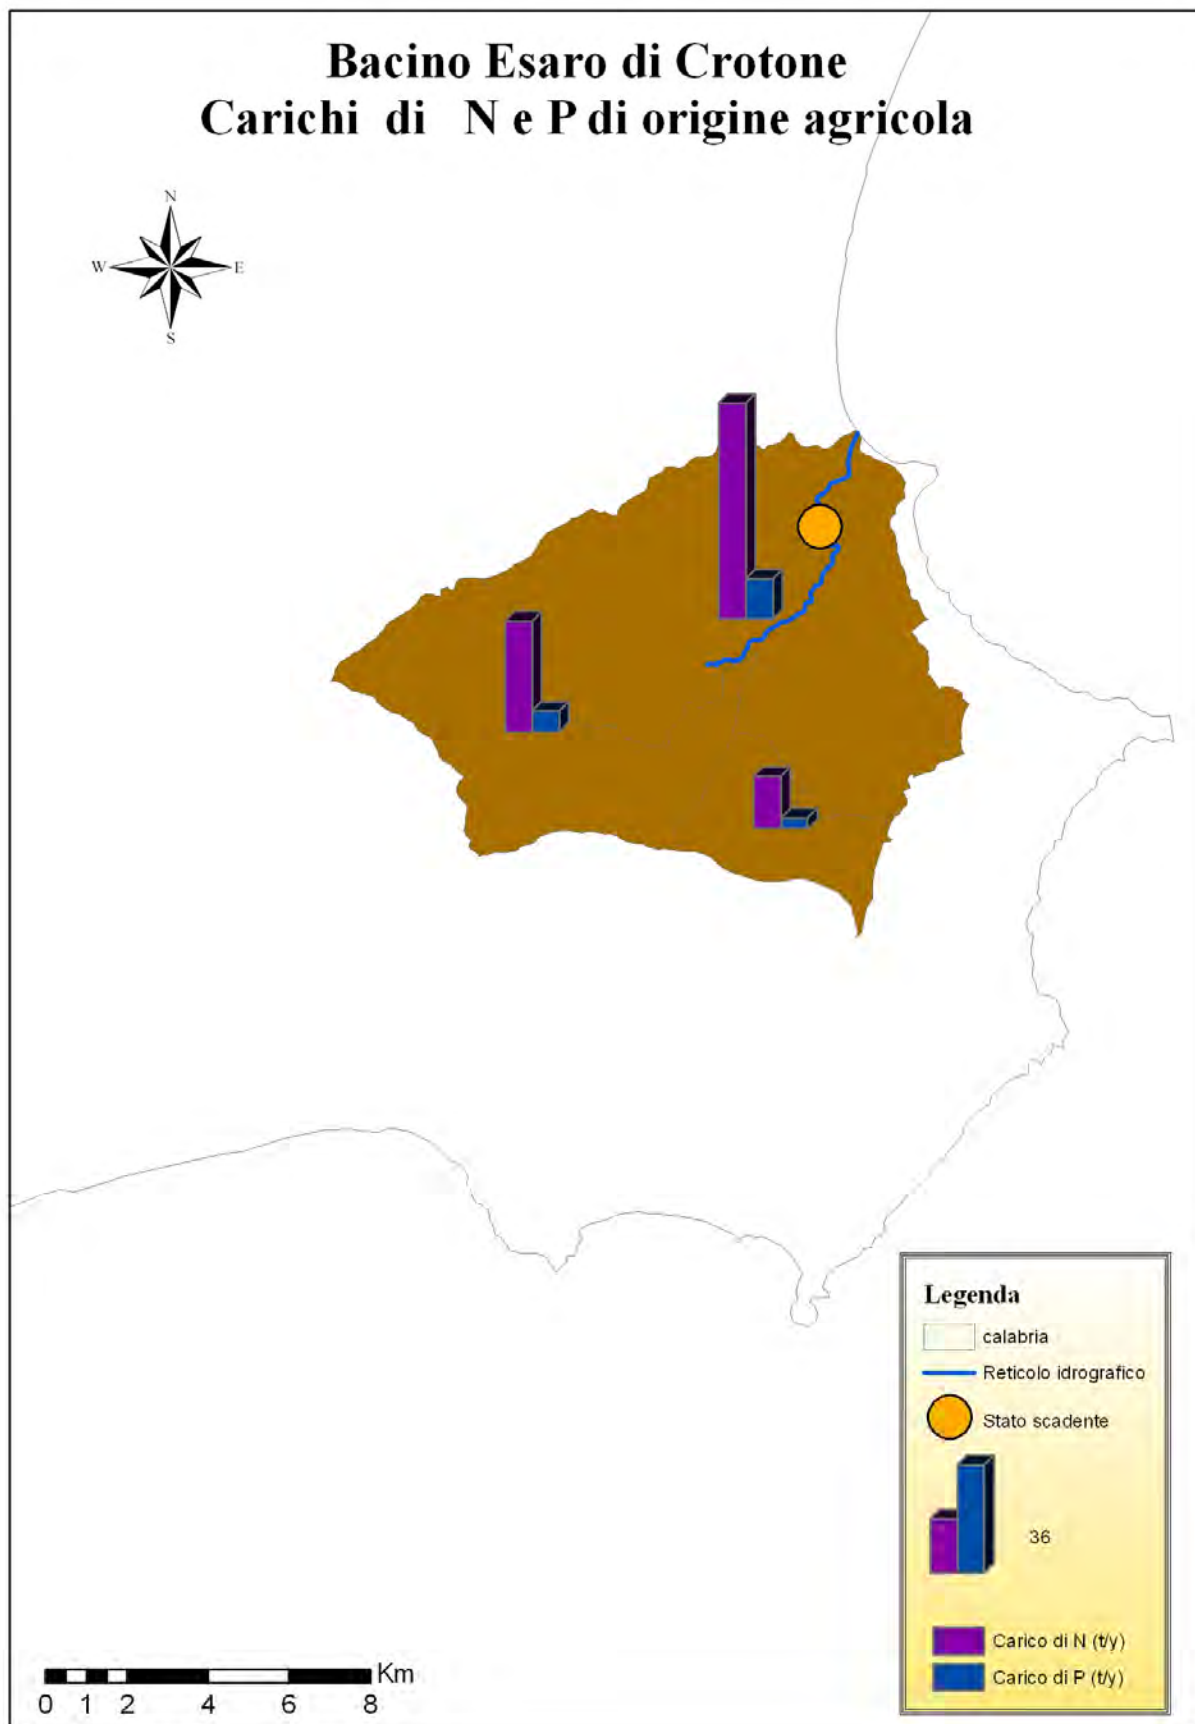 Bacino Esaro di Crotone
Carichi di N e P di origine agricola
N
W E
S
Legenda
calabria
Reticolo idrografico
Stato scadente
36
Carico di N (t/y)
Carico di P (t/y)
Km
0 1 2 4 6 8